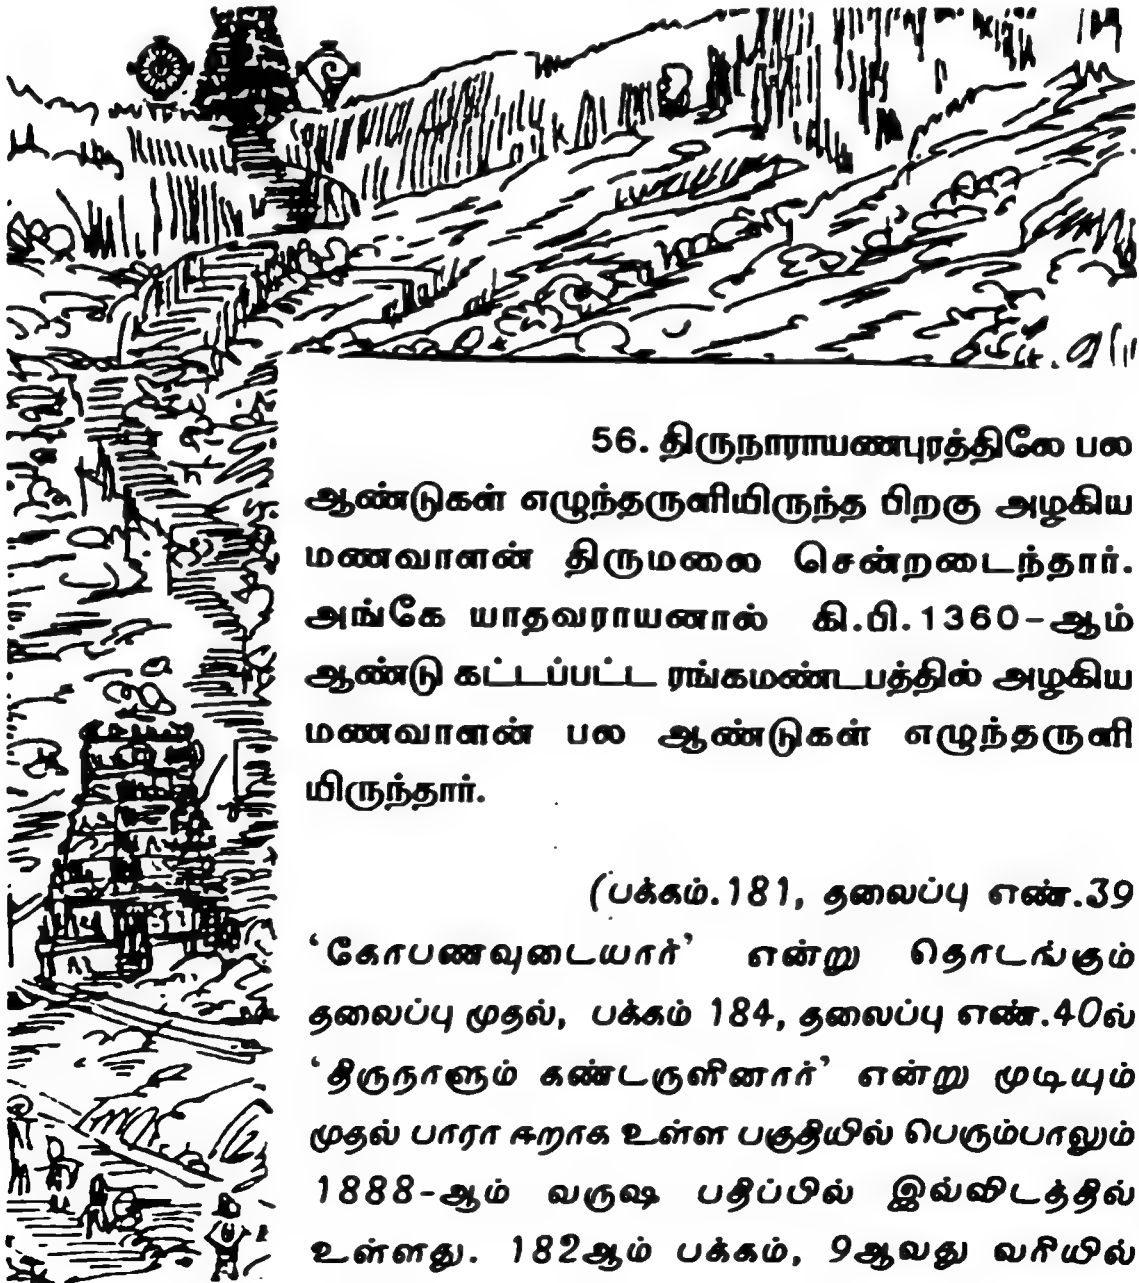 56. திருநாராயணபுரத்திலே பல
ஆண்டுகள் எழுந்தருளியிருந்த பிறகு அழகிய
மணவாளன் திருமலை சென்றடைந்தார்.
அங்கே யாதவராயனால் கி.பி.1360-ஆம்
ஆண்டு கட்டப்பட்ட ரங்கமண்டபத்தில் அழகிய
மணவாளன் பல ஆண்டுகள் எழுந்தருளி
யிருந்தார்.
(பக்கம்.181, தலைப்பு எண்.39
‘கோபணவுடையார்’ என்று தொடங்கும்
தலைப்பு முதல், பக்கம் 184, தலைப்பு எண்.40ல்
‘திருநாளும் கண்டருளினார்’ என்று முடியும்
முதல் பாரா ஈறாக உள்ள பகுதியில் பெரும்பாலும்
1888-ஆம் வருஷ பதிப்பில் இவ்விடத்தில்
உள்ளது. 182ஆம் பக்கம், 9ஆவது வரியில்